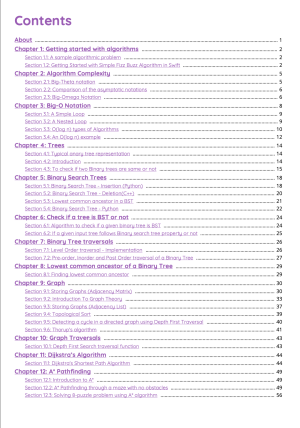 Contents
About 1
Chapter 1: Getting started with algorithms 2
Section 1.1: A sample algorithmic problem 2
Section 1.2: Getting Started with Simple Fizz Buzz Algorithm in Swift 2
Chapter 2: Algorithm Complexity 5
Section 2.1: Big-Theta notation 5
Section 2.2: Comparison of the asymptotic notations 6
Section 2.3: Big-Omega Notation 6
Chapter 3: Big-O Notation 8
Section 3.1: A Simple Loop 9
Section 3.2: A Nested Loop 9
Section 3.3: O(log n) types of Algorithms 10
Section 3.4: An O(log n) example 12
Chapter 4: Trees 14
Section 4.1: Typical anary tree representation 14
Section 4.2: Introduction 14
Section 4.3: To check if two Binary trees are same or not 15
Chapter 5: Binary Search Trees 18
Section 5.1: Binary Search Tree - Insertion (Python) 18
Section 5.2: Binary Search Tree - Deletion(C++) 20
Section 5.3: Lowest common ancestor in a BST 21
Section 5.4: Binary Search Tree - Python 22
Chapter 6: Check if a tree is BST or not 24
Section 6.1: Algorithm to check if a given binary tree is BST 24
Section 6.2: If a given input tree follows Binary search tree property or not 25
Chapter 7: Binary Tree traversals 26
Section 7.1: Level Order traversal - Implementation 26
Section 7.2: Pre-order, Inorder and Post Order traversal of a Binary Tree 27
Chapter 8: Lowest common ancestor of a Binary Tree 29
Section 8.1: Finding lowest common ancestor 29
Chapter 9: Graph 30
Section 9.1: Storing Graphs (Adjacency Matrix) 30
Section 9.2: Introduction To Graph Theory 33
Section 9.3: Storing Graphs (Adjacency List) 37
Section 9.4: Topological Sort 39
Section 9.5: Detecting a cycle in a directed graph using Depth First Traversal 40
Section 9.6: Thorup's algorithm 41
Chapter 10: Graph Traversals 43
Section 10.1: Depth First Search traversal function 43
Chapter 11: Dijkstra's Algorithm 44
Section 11.1: Dijkstra's Shortest Path Algorithm 44
Chapter 12: A* Pathfinding 49
Section 12.1: Introduction to A* 49
Section 12.2: A* Pathfinding through a maze with no obstacles 49
Section 12.3: Solving 8-puzzle problem using A* algorithm 56